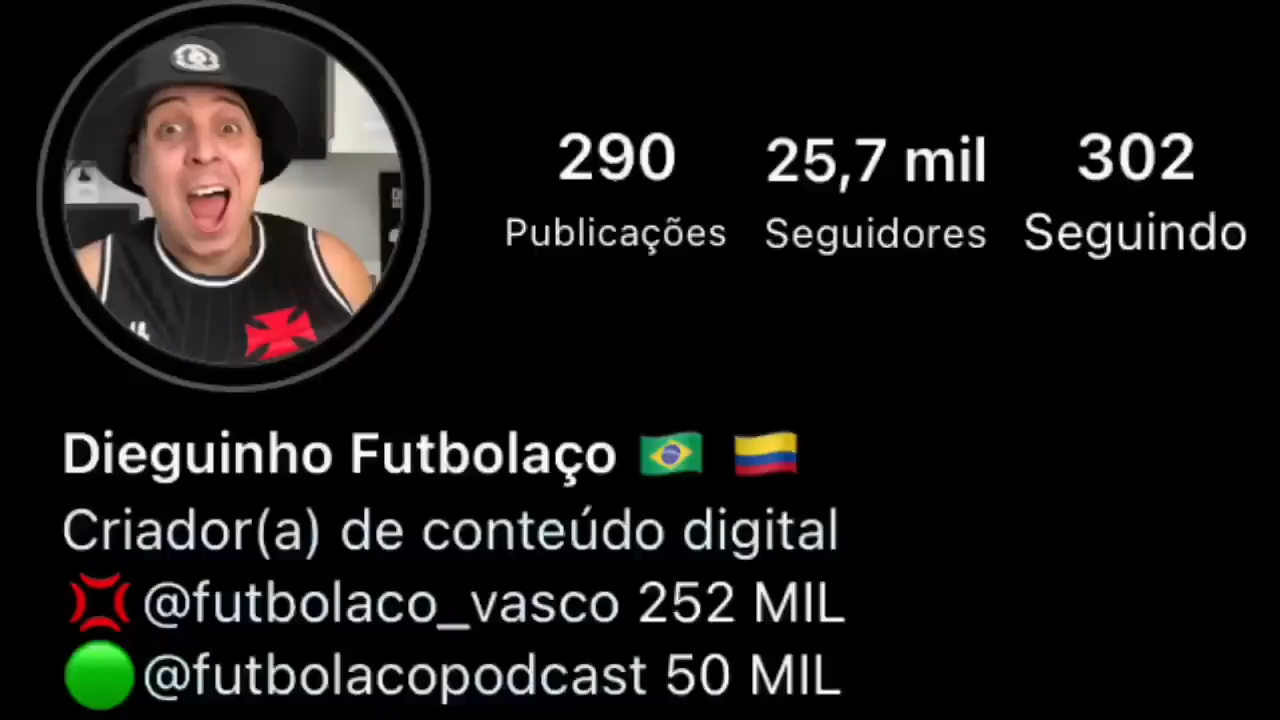 290 25,7 mil 302
Publicações Seguidores Seguindo
Dieguinho Futbolaço 🇧🇷 🇨🇴
Criador(a) de conteúdo digital
💢@futbolaco_vasco 252 MIL
🟢@futbolacopodcast 50 MIL